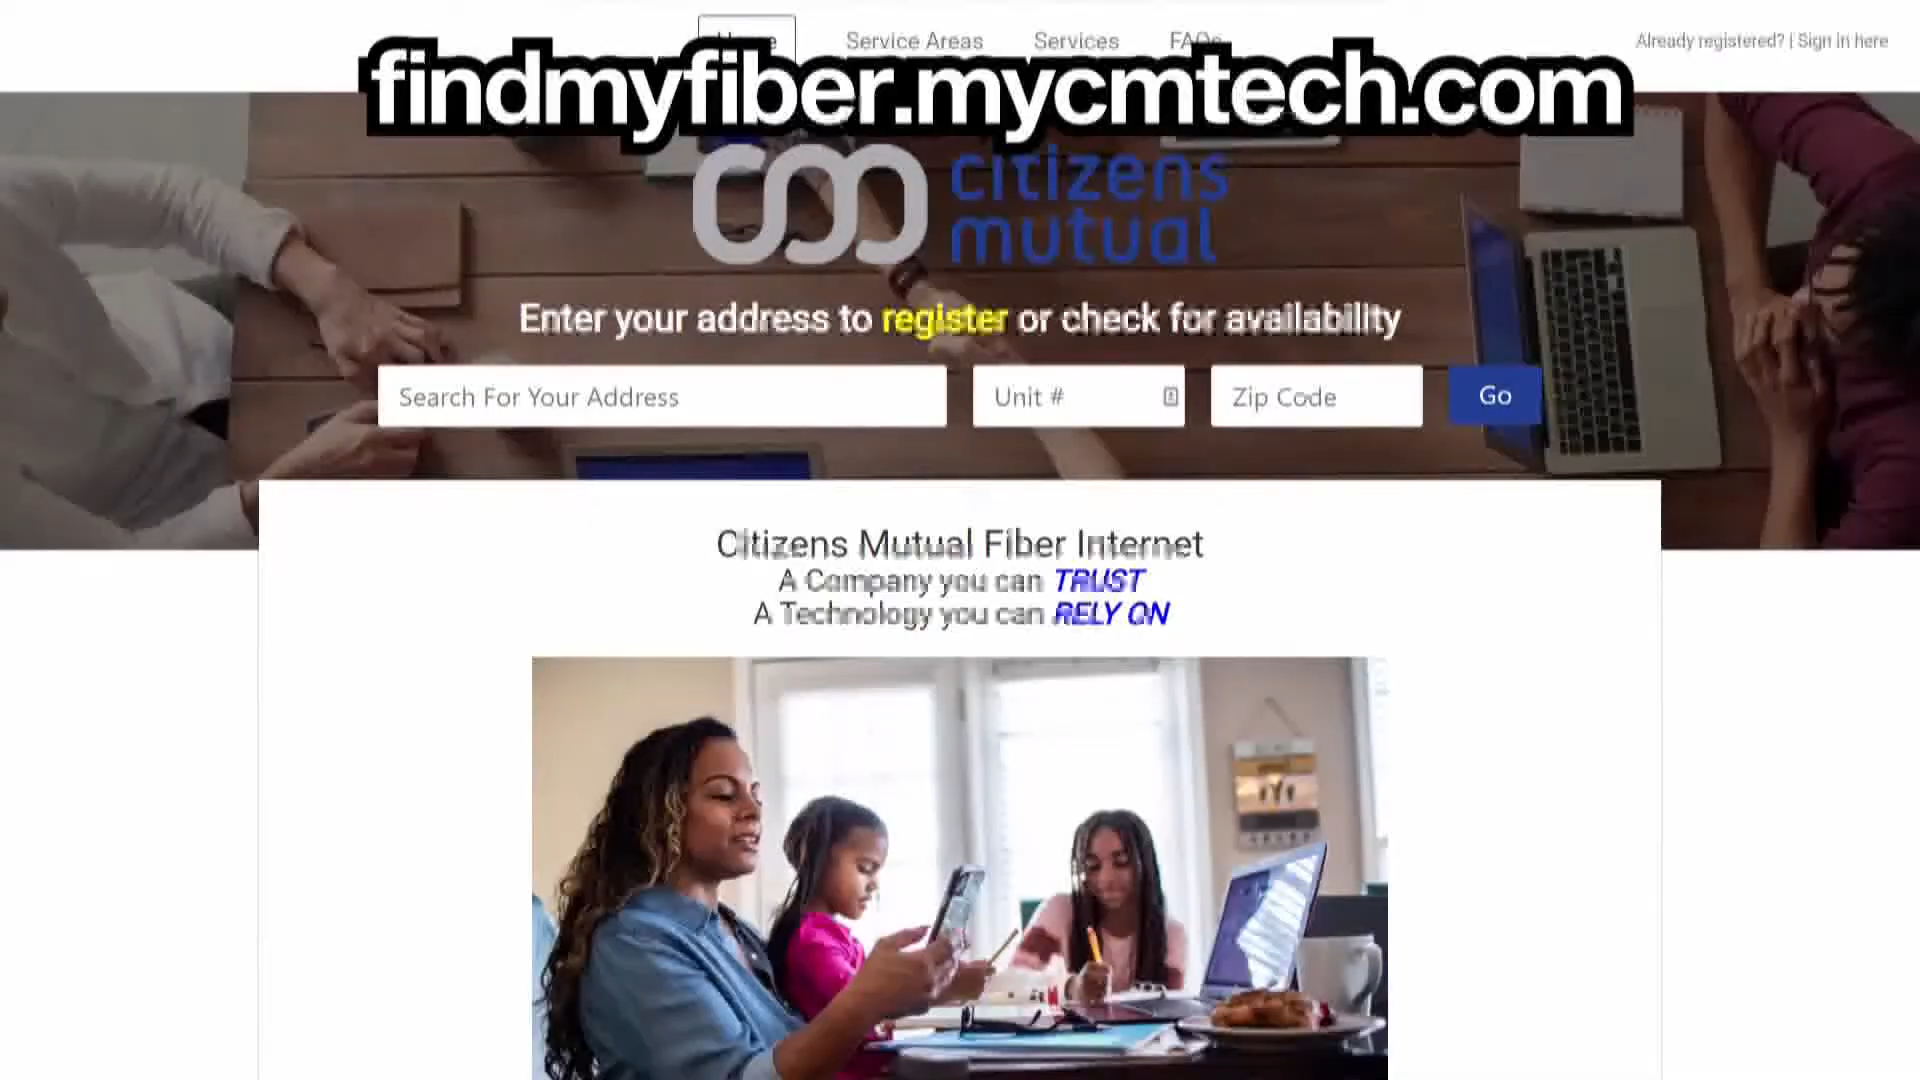 Home Service Areas Services FAQs Already registered? | Sign in here
findmyfiber.mycmtech.com
citizens
mutual
Enter your address to register or check for availability
Search For Your Address Unit # Zip Code Go
Citizens Mutual Fiber Internet
A Company you can TRUST
A Technology you can RELY ON